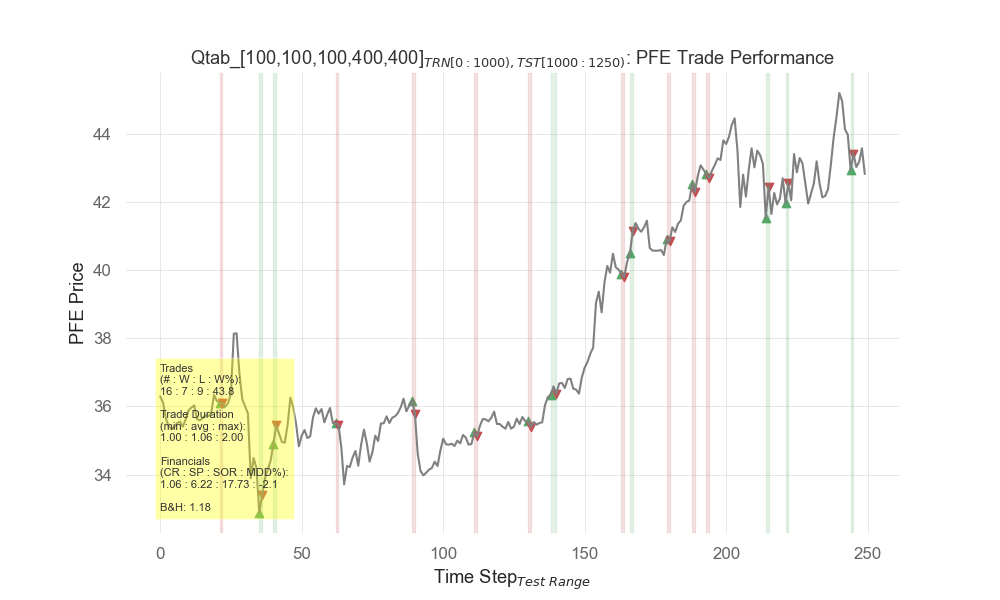 Qtab_[100,100,100,400,400]TRN[0 : 1000), TST[1000 : 1250): PFE Trade Performance
44
42
40
38
36
34
PFE Price
Trades
(# : W : L : W%):
16 : 7 : 9 : 43.8
Trade Duration
(min : avg : max):
1.00 : 1.06 : 2.00
Financials
(CR : SP : SOR : MDD%):
1.06 : 6.22 : 17.73 : -2.1
B&H: 1.18
0 50 100 150 200 250
Time StepTest Range